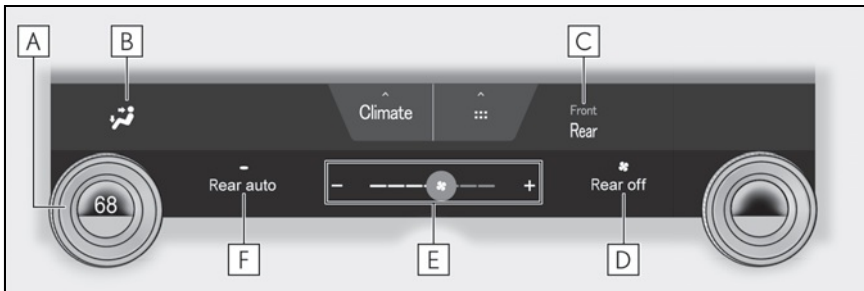 A
B
C
Climate
Front
Rear
68
Rear auto
- +
Rear off
F
E
D